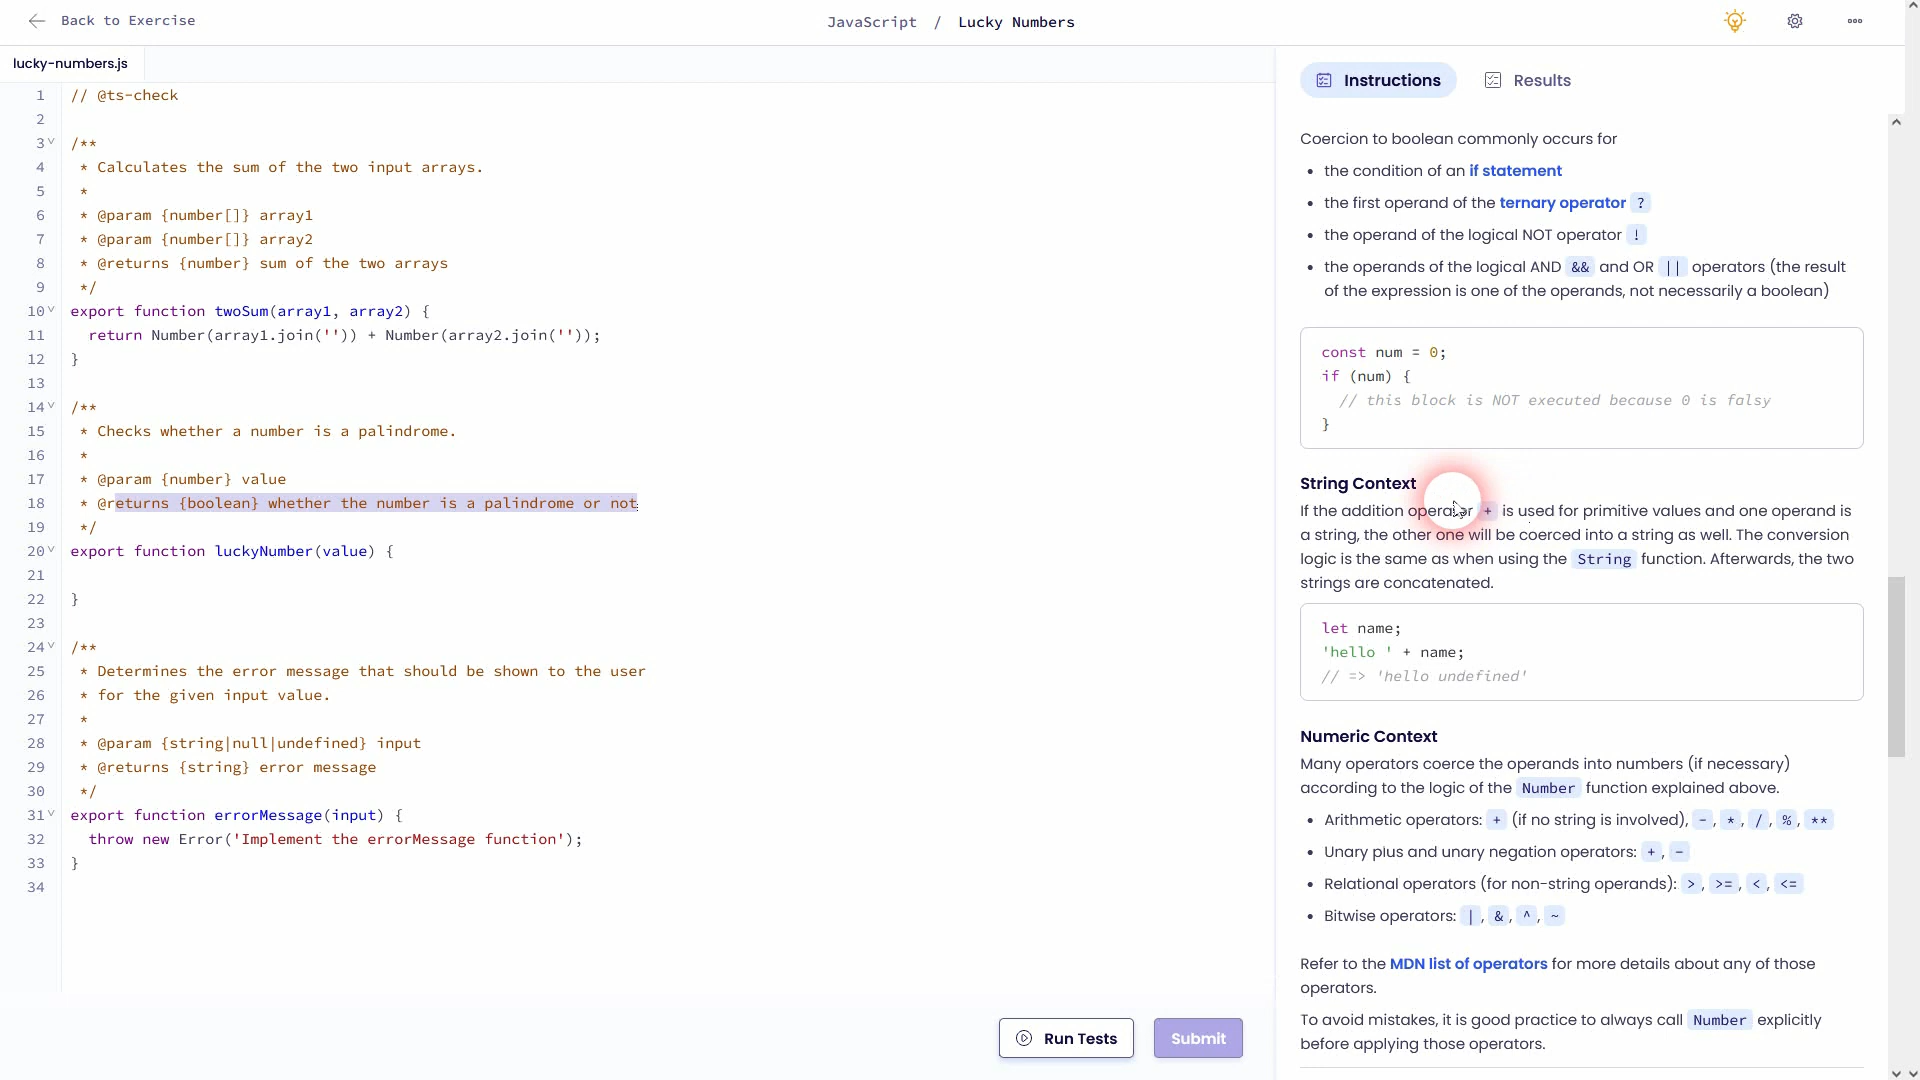 Back to Exercise
JavaScript / Lucky Numbers
lucky-numbers.js
1 // @ts-check
2
3 /**
4  * Calculates the sum of the two input arrays.
5  *
6  * @param {number[]} array1
7  * @param {number[]} array2
8  * @returns {number} sum of the two arrays
9  */
10 export function twoSum(array1, array2) {
11   return Number(array1.join('')) + Number(array2.join(''));
12 }
13
14 /**
15  * Checks whether a number is a palindrome.
16  *
17  * @param {number} value
18  * @returns {boolean} whether the number is a palindrome or not
19  */
20 export function luckyNumber(value) {
21
22 }
23
24 /**
25  * Determines the error message that should be shown to the user
26  * for the given input value.
27  *
28  * @param {string|null|undefined} input
29  * @returns {string} error message
30  */
31 export function errorMessage(input) {
32   throw new Error('Implement the errorMessage function');
33 }
34
Run Tests
Submit
Instructions
Results
Coercion to boolean commonly occurs for
• the condition of an if statement
• the first operand of the ternary operator ?
• the operand of the logical NOT operator !
• the operands of the logical AND && and OR || operators (the result
of the expression is one of the operands, not necessarily a boolean)
const num = 0;
if (num) {
  // this block is NOT executed because 0 is falsy
}
String Context
If the addition operator + is used for primitive values and one operand is
a string, the other one will be coerced into a string as well. The conversion
logic is the same as when using the String function. Afterwards, the two
strings are concatenated.
let name;
'hello ' + name;
// => 'hello undefined'
Numeric Context
Many operators coerce the operands into numbers (if necessary)
according to the logic of the Number function explained above.
• Arithmetic operators: + (if no string is involved), -, *, /, %, **
• Unary plus and unary negation operators: +, -
• Relational operators (for non-string operands): >, >=, <, <=
• Bitwise operators: |, &, ^, ~
Refer to the MDN list of operators for more details about any of those
operators.
To avoid mistakes, it is good practice to always call Number explicitly
before applying those operators.